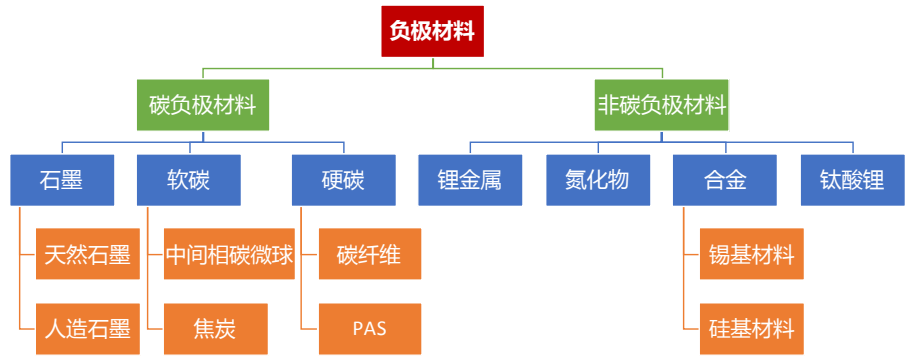 负极材料
碳负极材料
非碳负极材料
石墨
软碳
硬碳
锂金属
氮化物
合金
钛酸锂
天然石墨
中间相碳微球
碳纤维
锡基材料
人造石墨
焦炭
PAS
硅基材料